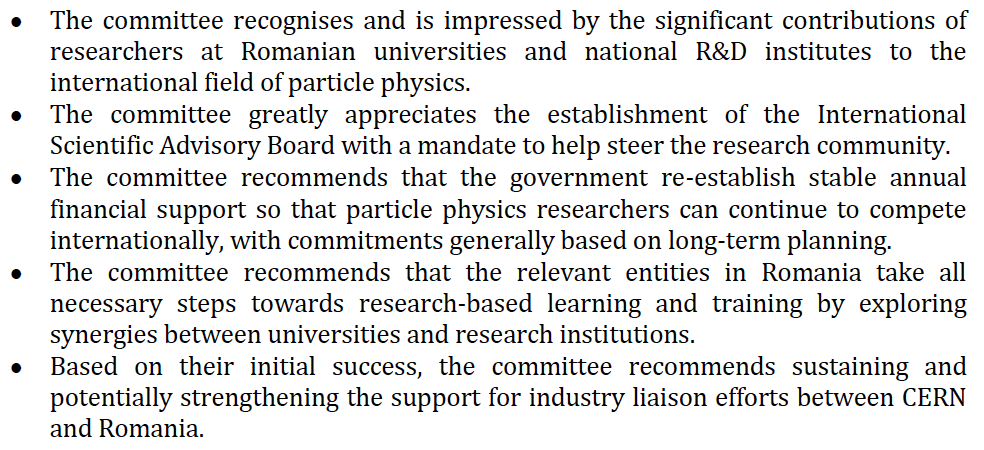 • The committee recognises and is impressed by the significant contributions of
researchers at Romanian universities and national R&D institutes to the
international field of particle physics.
• The committee greatly appreciates the establishment of the International
Scientific Advisory Board with a mandate to help steer the research community.
• The committee recommends that the government re-establish stable annual
financial support so that particle physics researchers can continue to compete
internationally, with commitments generally based on long-term planning.
• The committee recommends that the relevant entities in Romania take all
necessary steps towards research-based learning and training by exploring
synergies between universities and research institutions.
• Based on their initial success, the committee recommends sustaining and
potentially strengthening the support for industry liaison efforts between CERN
and Romania.